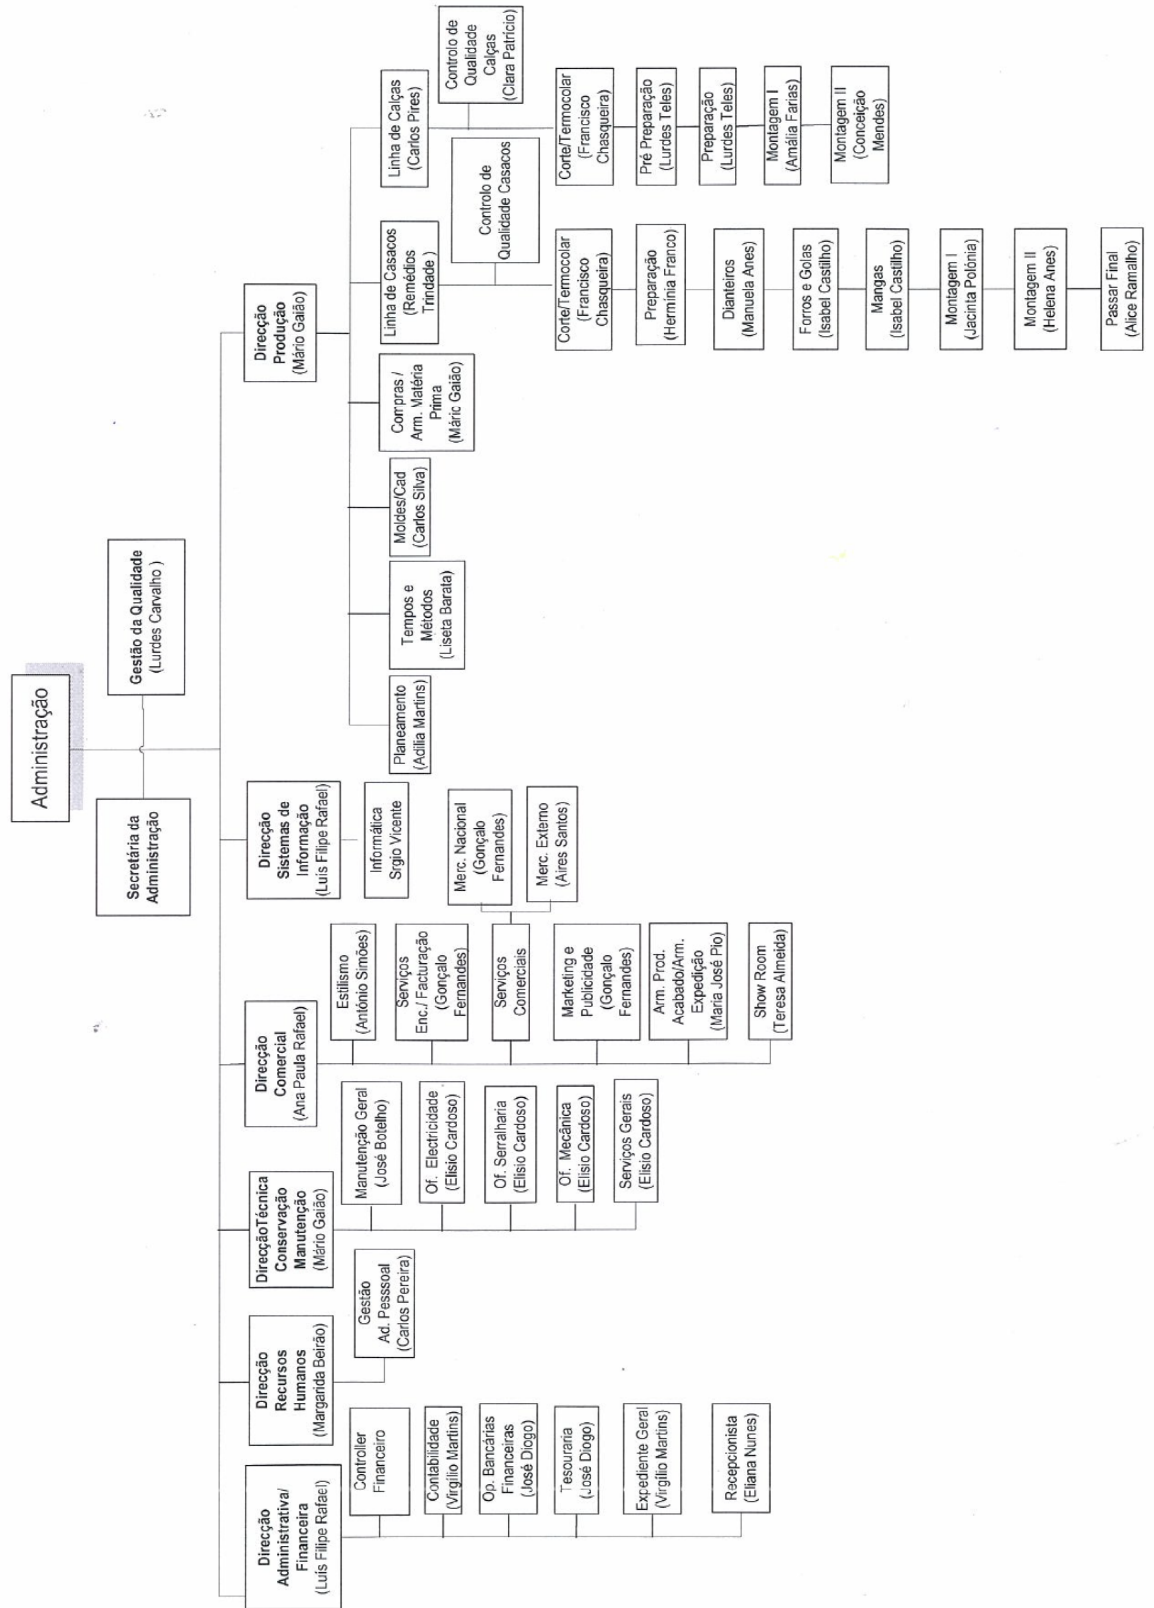 Administração
Secretária da
Administração
Gestão da Qualidade
(Lurdes Carvalho )
Direcção
Administrativa/
Financeira
(Luís Filipe Rafael)
Controller
Financeiro
Contabilidade
(Virgílio Martins)
Op. Bancárias
Financeiras
(José Diogo)
Tesouraria
(José Diogo)
Expediente Geral
(Virgílio Martins)
Recepcionista
(Eliana Nunes)
Direcção
Recursos
Humanos
(Margarida Beirão)
Gestão
Ad. Pesssoal
(Carlos Pereira)
DirecçãoTécnica
Conservação
Manutenção
(Mário Gaião)
Manutenção Geral
(José Botelho)
Of. Electricidade
(Elisio Cardoso)
Of. Serralharia
(Elisio Cardoso)
Of. Mecânica
(Elisio Cardoso)
Serviços Gerais
(Elisio Cardoso)
Direcção
Comercial
(Ana Paula Rafael)
Estilismo
(António Simões)
Serviços
Enc./ Facturação
(Gonçalo
Fernandes)
Serviços
Comerciais
Merc. Nacional
(Gonçalo
Fernandes)
Merc. Externo
(Aires Santos)
Marketing e
Publicidade
(Gonçalo
Fernandes)
Arm. Prod.
Acabado/Arm.
Expedição
(Maria José Pio)
Show Room
(Teresa Almeida)
Direcção
Sistemas de
Informação
(Luís Filipe Rafael)
Informática
Srgio Vicente
Direcção
Produção
(Mário Gaião)
Planeamento
(Adília Martins)
Tempos e
Métodos
(Liseta Barata)
Moldes/Cad
(Carlos Silva)
Compras /
Arm. Matéria
Prima
(Máric Gaião)
Linha de Casacos
(Remédios
Trindade )
Controlo de
Qualidade Casacos
Corte/Termocolar
(Francisco
Chasqueira)
Preparação
(Hermínia Franco)
Dianteiros
(Manuela Anes)
Forros e Golas
(Isabel Castilho)
Mangas
(Isabel Castilho)
Montagem I
(Jacinta Polónia)
Montagem II
(Helena Anes)
Passar Final
(Alice Ramalho)
Linha de Calças
(Carlos Pires)
Controlo de
Qualidade
Calças
(Clara Patrício)
Corte/Termocolar
(Francisco
Chasqueira)
Pré Preparação
(Lurdes Teles)
Preparação
(Lurdes Teles)
Montagem I
(Amália Farias)
Montagem II
(Conceição
Mendes)